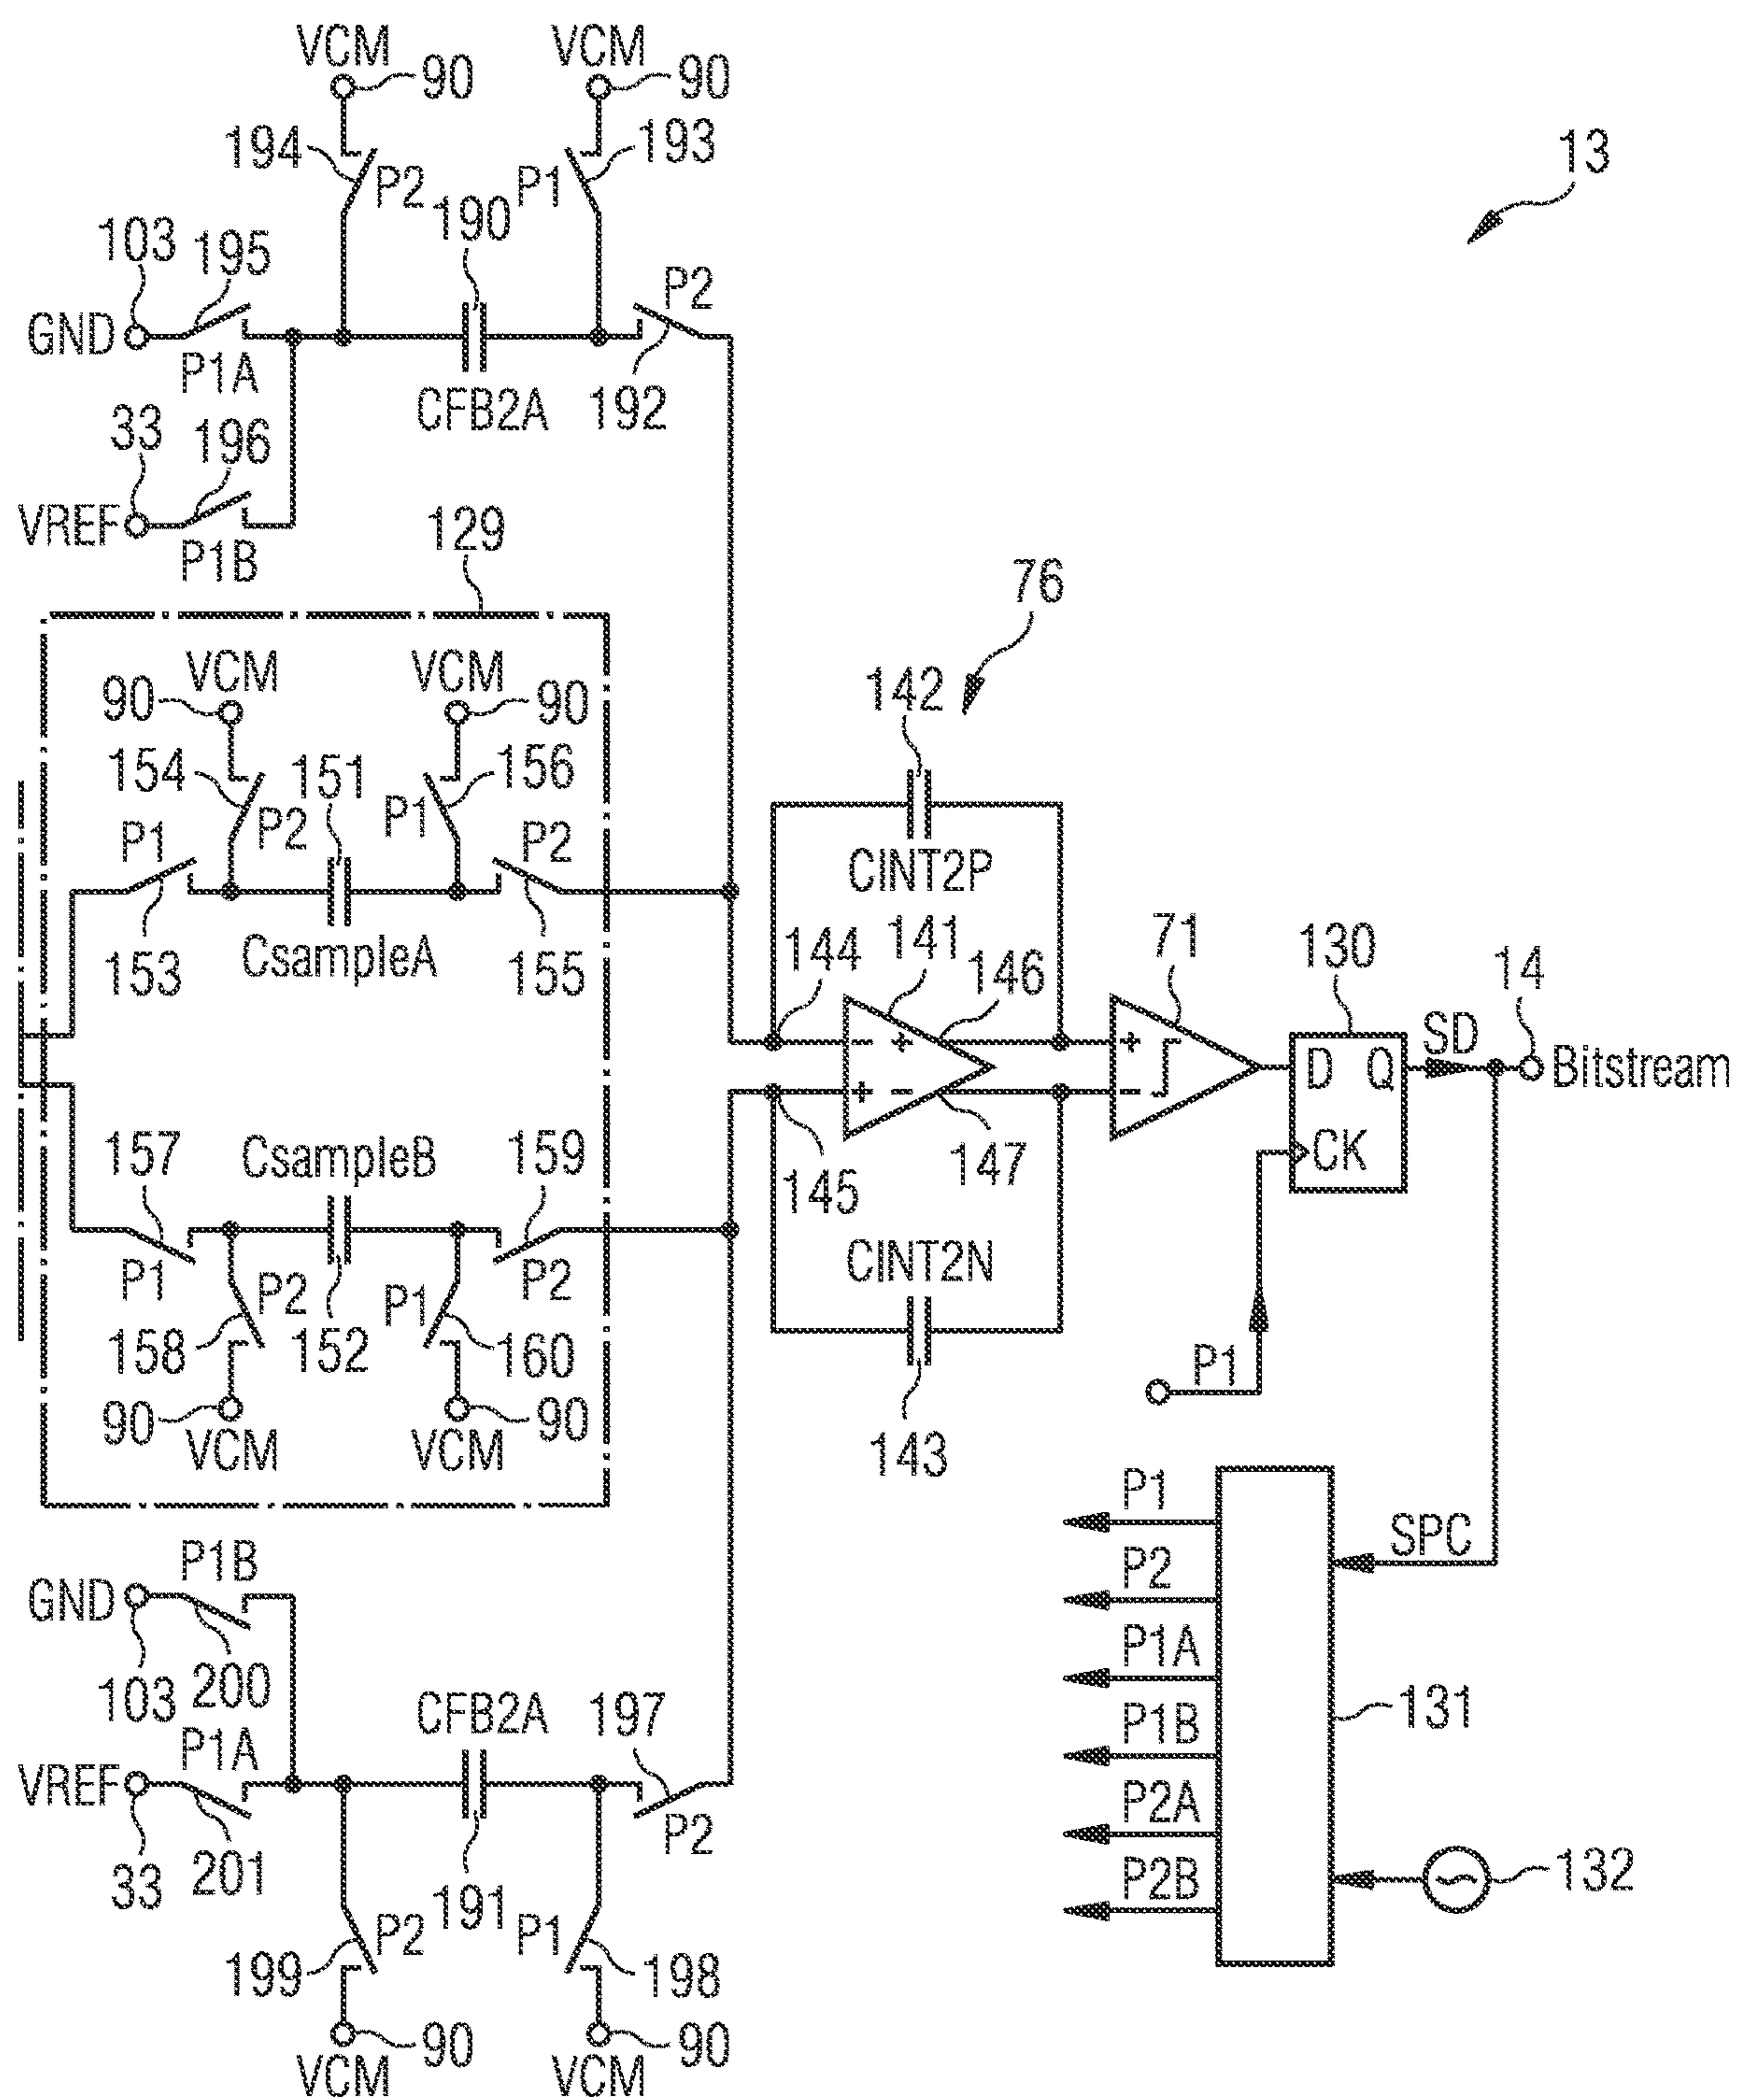 VCM
90
VCM
90
194
P2
P1
193
13
103
195
190
P2
GND
P1A
CFB2A
192
33
196
VREF
P1B
129
76
VCM
90
VCM
90
142
154
P2
151
P1
156
P1
P2
CINT2P
153
CsampleA
155
144
141
146
71
130
14
- +
+ -
+
-
D Q
CK
SD
Bitstream
157
CsampleB
159
145
147
P1
P2
P1
P2
CINT2N
158
152
160
90
VCM
90
VCM
143
P1
P1
SPC
P2
P1A
P1B
P2A
P2B
131
132
P1B
GND
103
200
P1A
CFB2A
197
VREF
33
201
191
P2
199
P2
P1
198
90
VCM
90
VCM